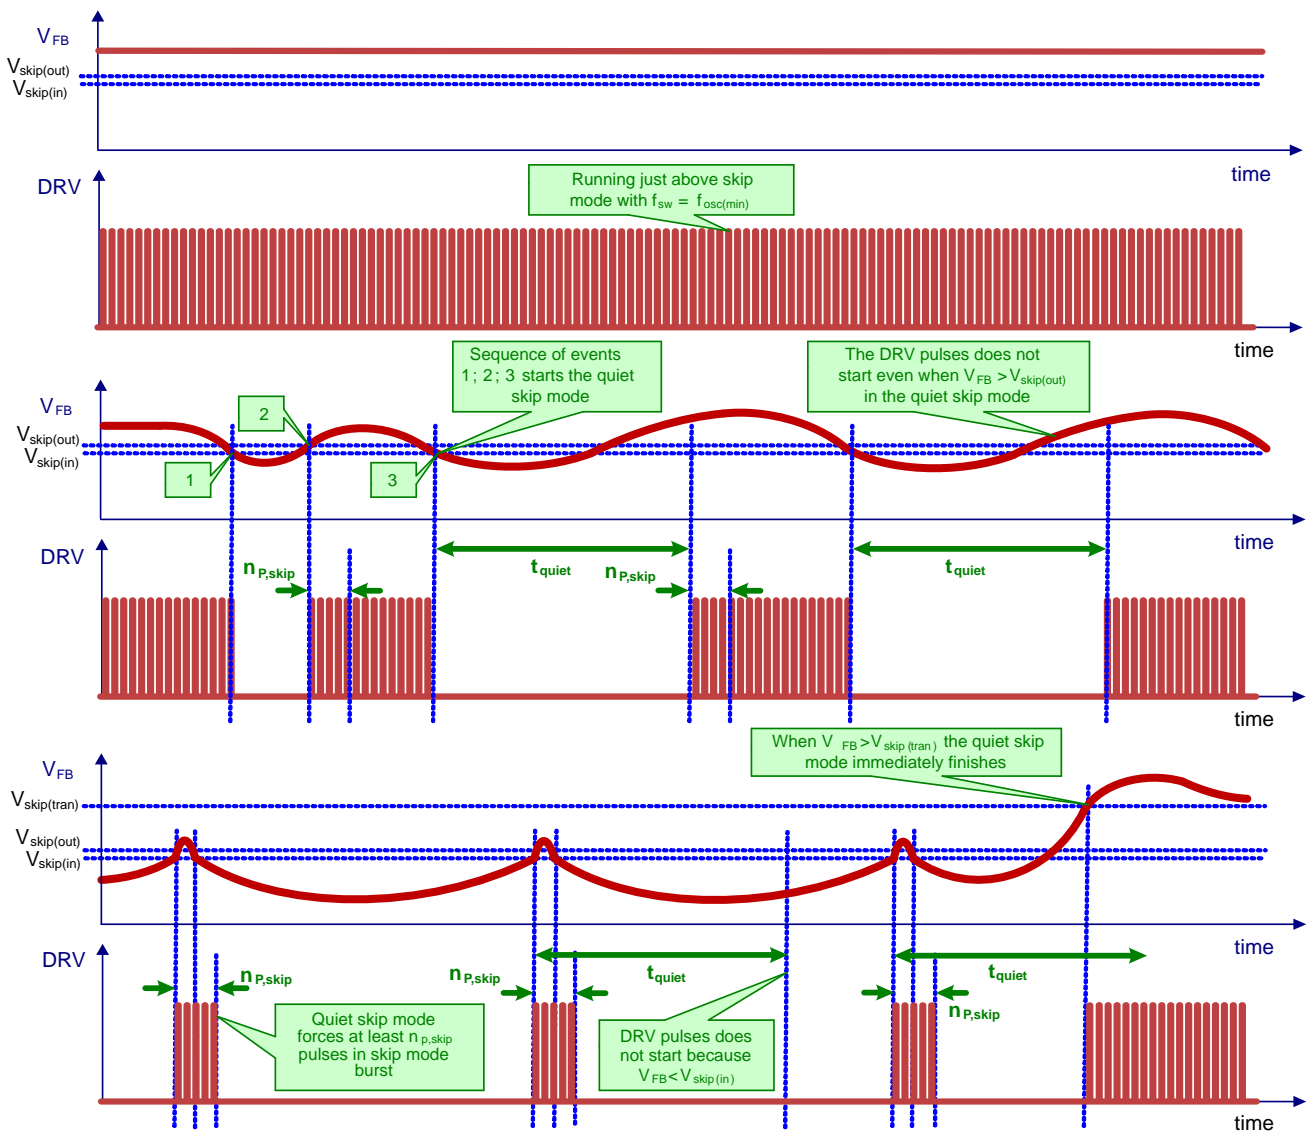 V FB
Vskip(out)
Vskip(in)
time
DRV
Running just above skip
mode with fsw = fosc(min)
time
Sequence of events
1; 2; 3 starts the quiet
skip mode
The DRV pulses does not
start even when VFB >Vskip(out)
in the quiet skip mode
VFB
2
Vskip(out)
Vskip(in)
1
3
time
DRV
nP,skip
tquiet
nP,skip
tquiet
time
When V FB>Vskip(tran) the quiet skip
mode immediately finishes
VFB
Vskip(tran)
Vskip(out)
Vskip(in)
time
DRV
nP,skip
nP,skip
tquiet
tquiet
nP,skip
Quiet skip mode
forces at least np,skip
pulses in skip mode
burst
DRV pulses does
not start because
VFB<Vskip(in)
time